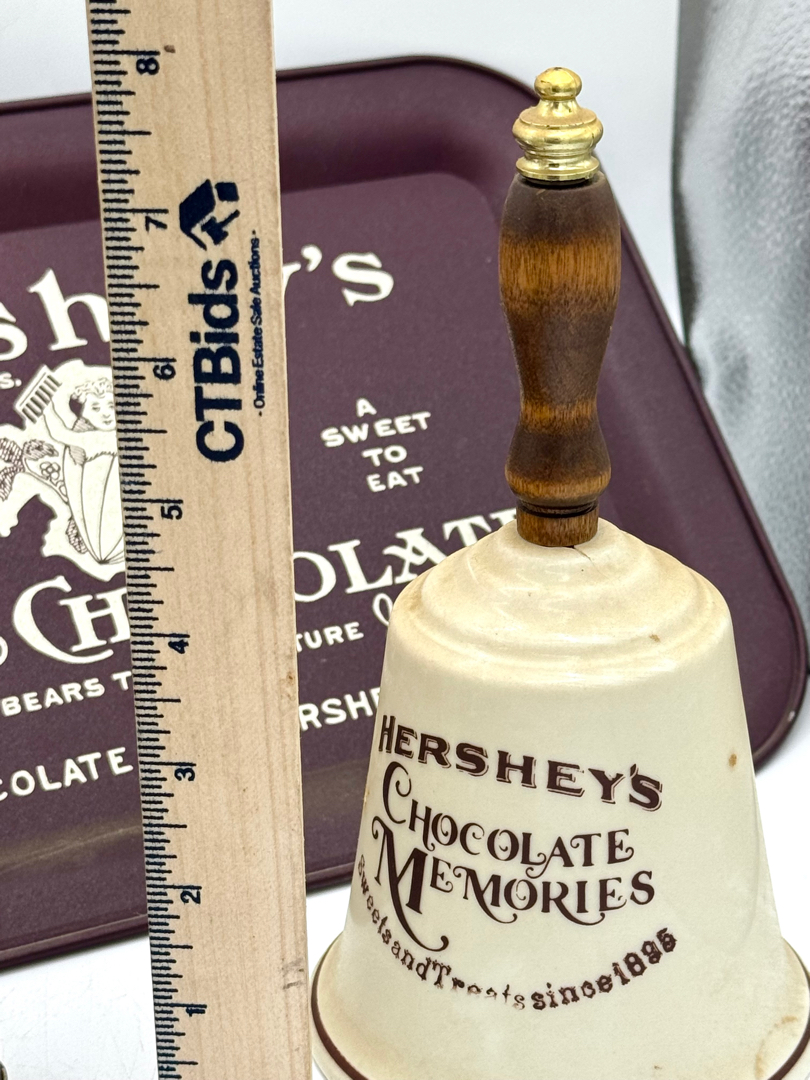 8
7
6
5
4
3
2
1
CTBids
- Online Estate Sale Auctions -
's
A
SWEET
TO
EAT
BEARS
HERSHEY'S
CHOCOLATE
MEMORIES
Sweets and Treats since 1895